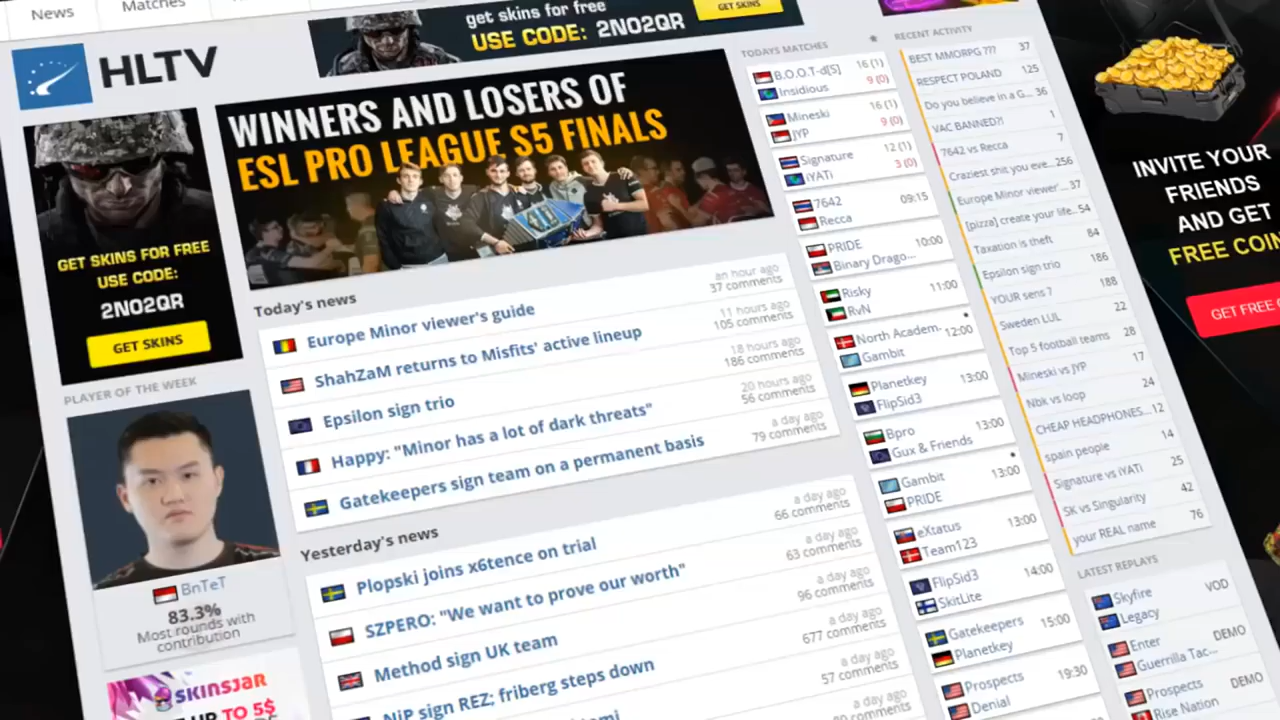 News
Matches
HLTV
get skins for free
USE CODE: 2NO2QR
GET SKINS
GET SKINS FOR FREE
USE CODE:
2NO2QR
GET SKINS
PLAYER OF THE WEEK
BnTeT
83.3%
Most rounds with
contribution
SKINSJAR
UP TO 5$
WINNERS AND LOSERS OF
ESL PRO LEAGUE S5 FINALS
Today's news
Europe Minor viewer's guide
an hour ago
37 comments
ShahZaM returns to Misfits' active lineup
11 hours ago
105 comments
Epsilon sign trio
18 hours ago
186 comments
Happy: "Minor has a lot of dark threats"
20 hours ago
56 comments
Gatekeepers sign team on a permanent basis
a day ago
79 comments
Yesterday's news
Plopski joins x6tence on trial
a day ago
66 comments
SZPERO: "We want to prove our worth"
a day ago
63 comments
Method sign UK team
a day ago
96 comments
NiP sign REZ; friberg steps down
a day ago
677 comments
a day ago
57 comments
a day ago
TODAYS MATCHES
B.O.O.T-d[S] 16 (1)
Insidious 9 (0)
Mineski 16 (1)
JYP 9 (0)
Signature 12 (1)
iYATi 3 (0)
7642 09:15
Recca
PRIDE 10:00
Binary Drago...
Risky 11:00
RvN
North Academ... 12:00
Gambit
Planetkey 13:00
FlipSid3
Bpro 13:00
Gux & Friends
Gambit 13:00
PRIDE
eXtatus 13:00
Team123
FlipSid3 14:00
SkitLite
Gatekeepers 15:00
Planetkey
Prospects 19:30
Denial
RECENT ACTIVITY
BEST MMORPG ??? 37
RESPECT POLAND 125
Do you believe in a G... 36
VAC BANNED?! 1
7642 vs Recca 7
Craziest shit you eve... 256
Europe Minor viewer'... 37
[pizza] create your life... 54
Taxation is theft 84
Epsilon sign trio 186
YOUR sens ? 188
Sweden LUL 22
Top 5 football teams 28
Mineski vs JYP 17
Nbk vs loop 24
CHEAP HEADPHONES... 12
spain people 14
Signature vs iYATi 25
SK vs Singularity 42
your REAL name 76
LATEST REPLAYS
Skyfire VOD
Legacy
Enter DEMO
Guerrilla Tac...
Prospects DEMO
Rise Nation
INVITE YOUR
FRIENDS
AND GET
FREE COIN
GET FREE